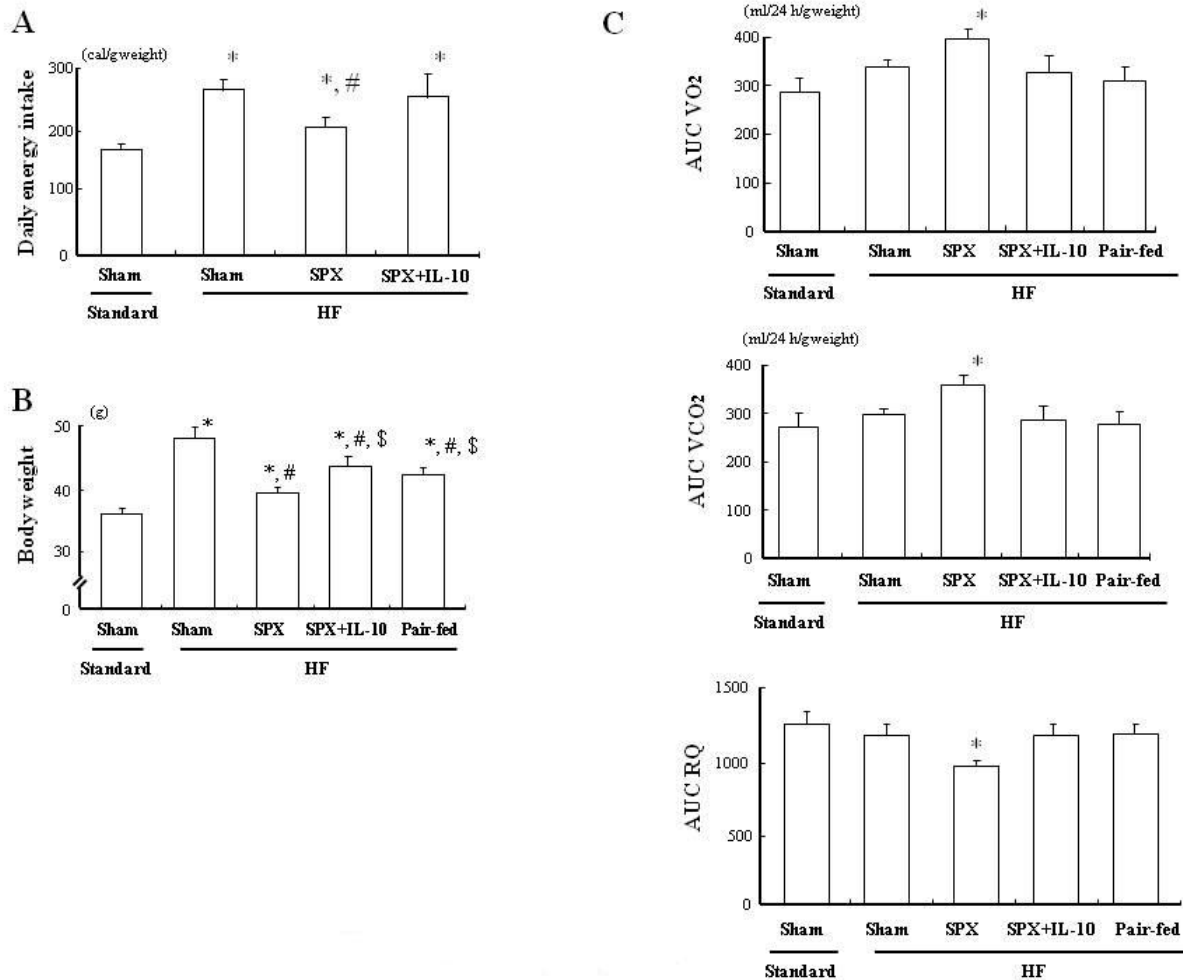 A
(cal/gweight)
Daily energy intake
300
200
100
0
*
*, #
*
Sham
Sham
SPX
SPX+IL-10
Standard
HF
B
(g)
Body weight
50
40
30
0
*
*, #
*, #, $
*, #, $
Sham
Sham
SPX
SPX+IL-10
Pair-fed
Standard
HF
C
(ml/24 h/gweight)
AUC VO2
400
300
200
100
0
*
Sham
Sham
SPX
SPX+IL-10
Pair-fed
Standard
HF
(ml/24 h/gweight)
AUC VCO2
400
300
200
100
0
*
Sham
Sham
SPX
SPX+IL-10
Pair-fed
Standard
HF
AUC RQ
1500
1000
500
0
*
Sham
Sham
SPX
SPX+IL-10
Pair-fed
Standard
HF